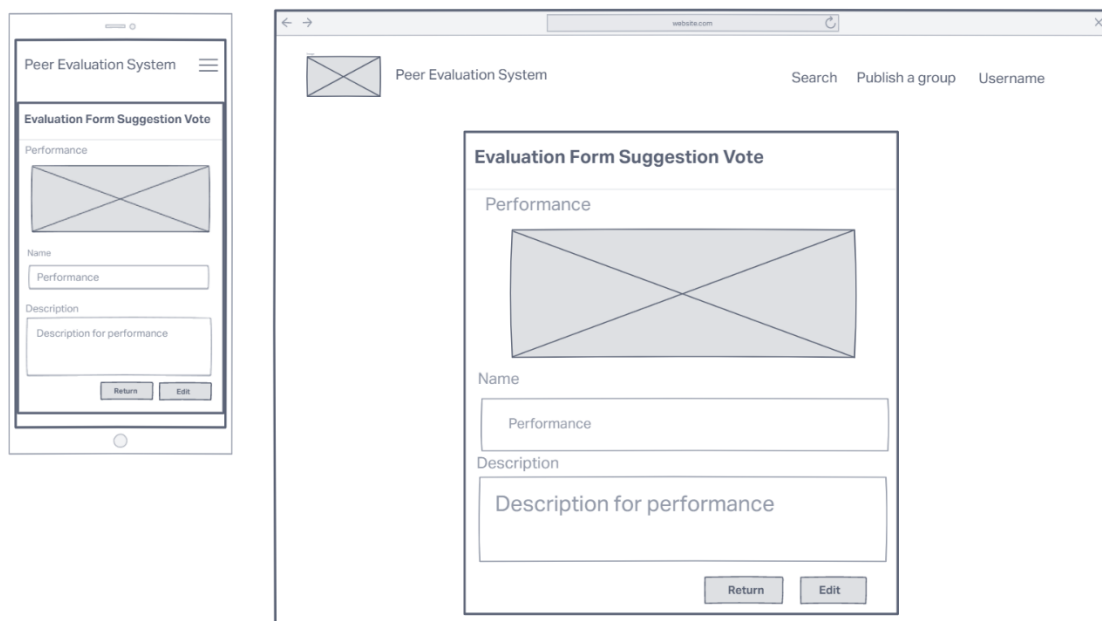 Peer Evaluation System
Evaluation Form Suggestion Vote
Performance
Name
Performance
Description
Description for performance
Return Edit
website.com
Peer Evaluation System
Search Publish a group Username
Evaluation Form Suggestion Vote
Performance
Name
Performance
Description
Description for performance
Return Edit